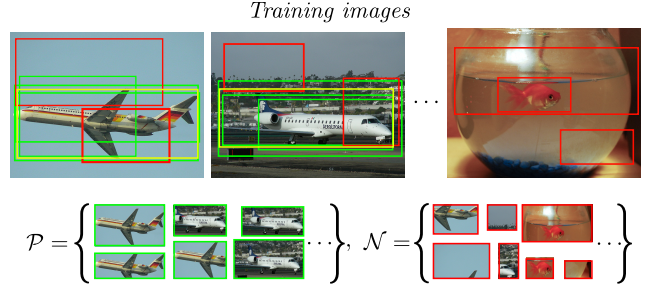 Training images
...
P = { ... }, N = { ... }